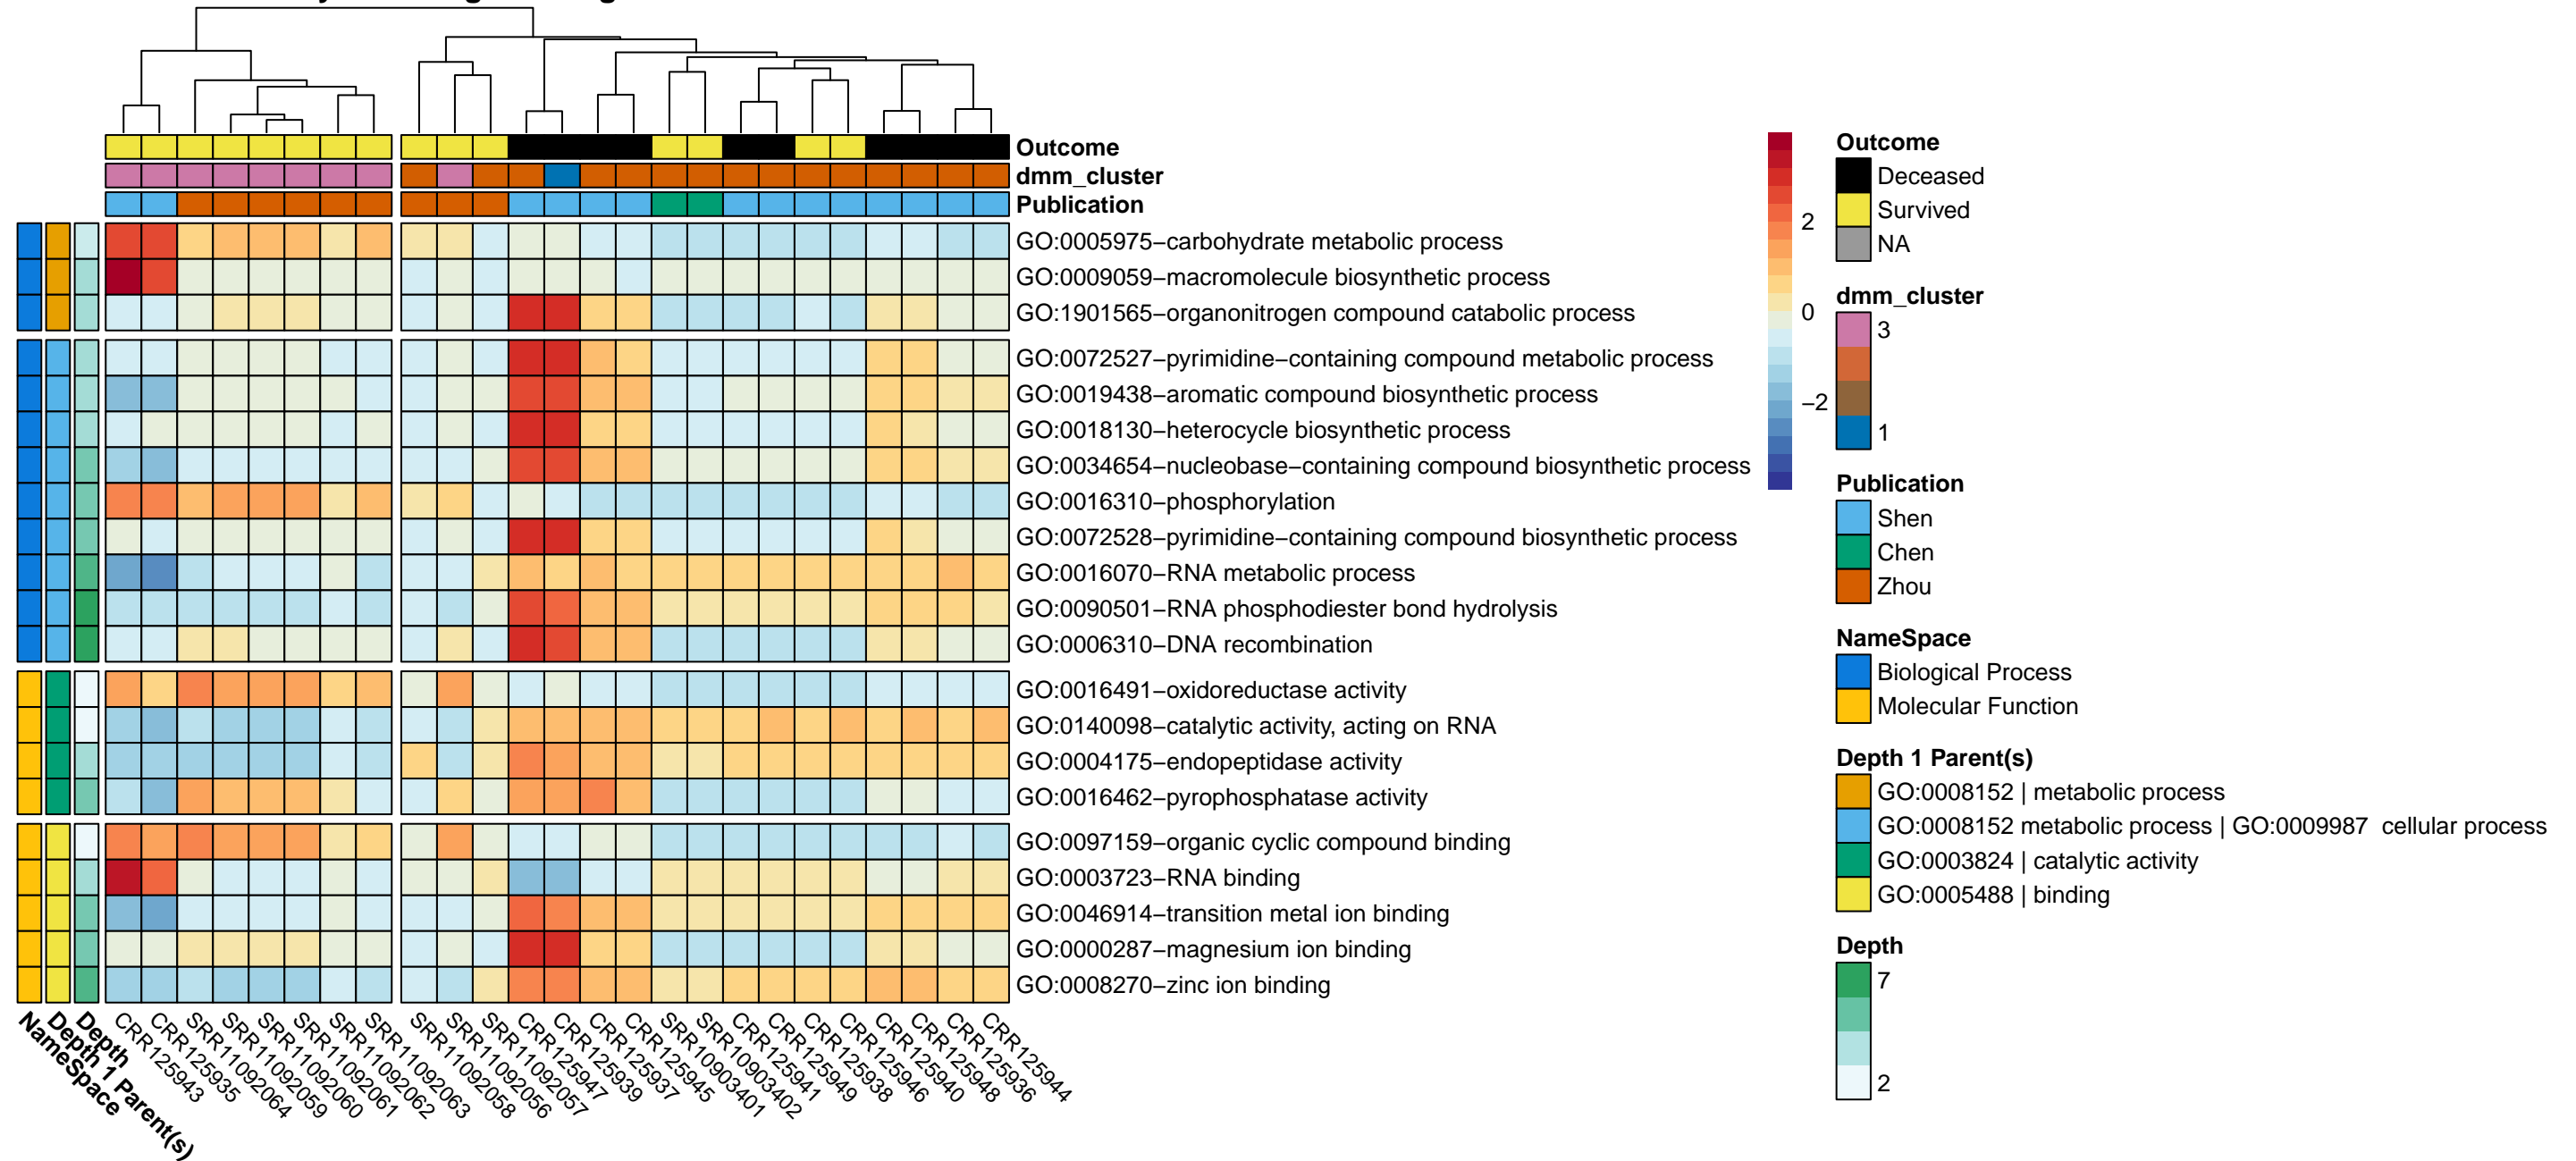 Outcome
dmm_cluster
Publication
GO:0005975−carbohydrate metabolic process
GO:0009059−macromolecule biosynthetic process
GO:1901565−organonitrogen compound catabolic process
GO:0072527−pyrimidine−containing compound metabolic process
GO:0019438−aromatic compound biosynthetic process
GO:0018130−heterocycle biosynthetic process
GO:0034654−nucleobase−containing compound biosynthetic process
GO:0016310−phosphorylation
GO:0072528−pyrimidine−containing compound biosynthetic process
GO:0016070−RNA metabolic process
GO:0090501−RNA phosphodiester bond hydrolysis
GO:0006310−DNA recombination
GO:0016491−oxidoreductase activity
GO:0140098−catalytic activity, acting on RNA
GO:0004175−endopeptidase activity
GO:0016462−pyrophosphatase activity
GO:0097159−organic cyclic compound binding
GO:0003723−RNA binding
GO:0046914−transition metal ion binding
GO:0000287−magnesium ion binding
GO:0008270−zinc ion binding
NameSpace
Depth 1 Parent(s)
Depth
CRR125943
CRR125935
SRR11092064
SRR11092059
SRR11092060
SRR11092061
SRR11092062
SRR11092063
SRR11092058
SRR11092056
SRR11092057
CRR125947
CRR125939
CRR125937
CRR125945
SRR10903401
SRR10903402
CRR125941
CRR125949
CRR125938
CRR125946
CRR125940
CRR125948
CRR125936
CRR125944
2
0
−2
Outcome
Deceased
Survived
NA
dmm_cluster
3
1
Publication
Shen
Chen
Zhou
NameSpace
Biological Process
Molecular Function
Depth 1 Parent(s)
GO:0008152 | metabolic process
GO:0008152 metabolic process | GO:0009987  cellular process
GO:0003824 | catalytic activity
GO:0005488 | binding
Depth
7
2